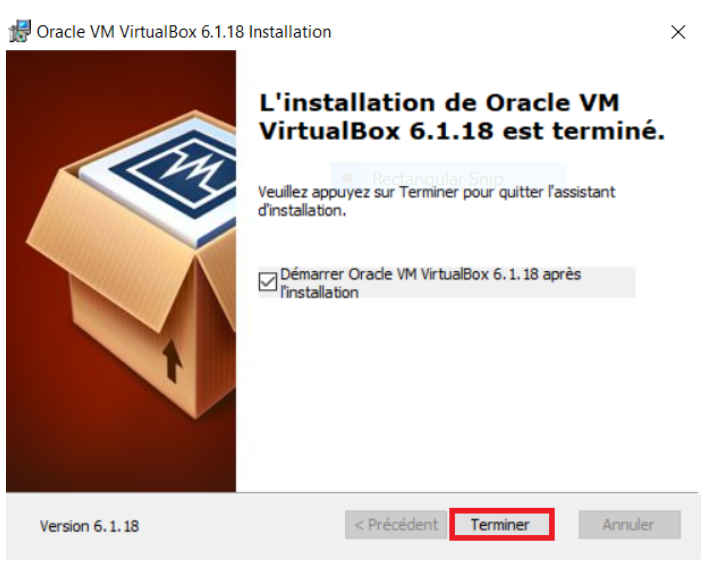 Oracle VM VirtualBox 6.1.18 Installation
L'installation de Oracle VM
VirtualBox 6.1.18 est terminé.
Rectangular Snip
Veuillez appuyez sur Terminer pour quitter l'assistant
d'installation.
Démarrer Oracle VM VirtualBox 6.1.18 après
l'installation
Version 6.1.18
< Précédent
Terminer
Annuler